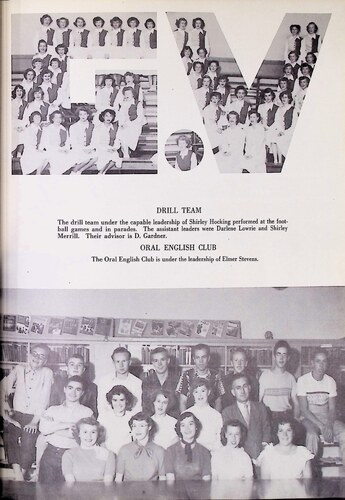 E.V
DRILL TEAM
The drill team under the capable leadership of Shirley Hocking performed at the foot-
ball games and in parades. The assistant leaders were Darlene Lowrie and Shirley
Merrill. Their advisor is D. Gardner.
ORAL ENGLISH CLUB
The Oral English Club is under the leadership of Elmer Stevens.